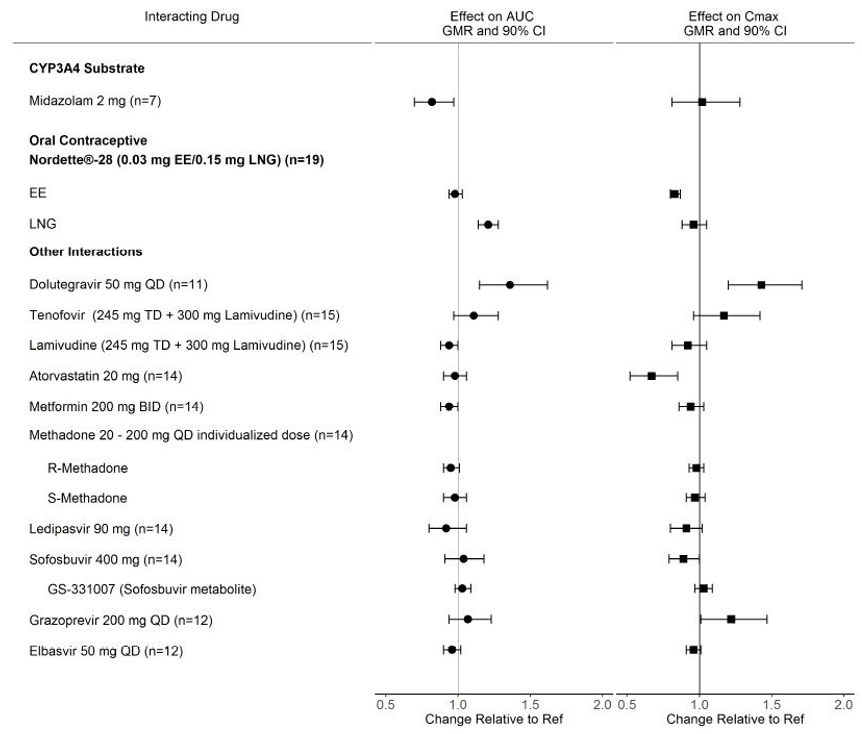 Interacting Drug
Effect on AUC
GMR and 90% CI
Effect on Cmax
GMR and 90% CI
CYP3A4 Substrate
Midazolam 2 mg (n=7)
Oral Contraceptive
Nordette®-28 (0.03 mg EE/0.15 mg LNG) (n=19)
EE
LNG
Other Interactions
Dolutegravir 50 mg QD (n=11)
Tenofovir (245 mg TD + 300 mg Lamivudine) (n=15)
Lamivudine (245 mg TD + 300 mg Lamivudine) (n=15)
Atorvastatin 20 mg (n=14)
Metformin 200 mg BID (n=14)
Methadone 20 - 200 mg QD individualized dose (n=14)
R-Methadone
S-Methadone
Ledipasvir 90 mg (n=14)
Sofosbuvir 400 mg (n=14)
GS-331007 (Sofosbuvir metabolite)
Grazoprevir 200 mg QD (n=12)
Elbasvir 50 mg QD (n=12)
0.5 1.0 1.5 2.0
Change Relative to Ref
0.5 1.0 1.5 2.0
Change Relative to Ref